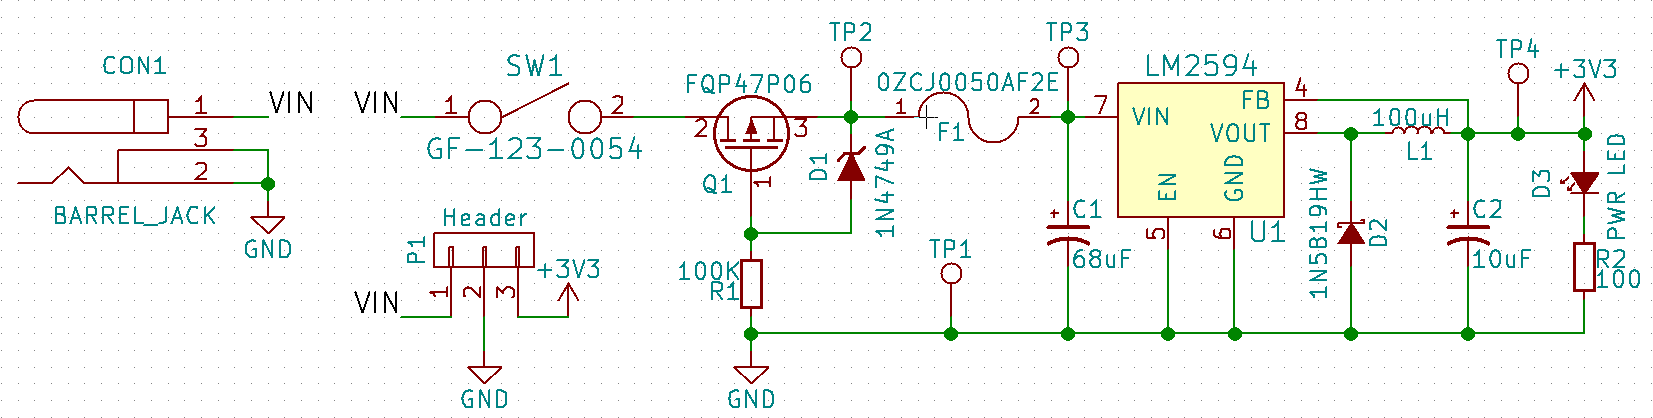 CON1
1
VIN
3
2
BARREL_JACK
GND
VIN
1
SW1
2
GF-123-0054
Header
P1
1
2
3
+3V3
VIN
GND
FQP47P06
2
3
1
Q1
TP2
D1
1N4749A
100K
R1
GND
0ZCJ0050AF2E
1
2
F1
TP1
TP3
C1
68uF
LM2594
7
VIN
FB
4
VOUT
8
EN
GND
5
6
U1
1N5B19HW
D2
100uH
L1
TP4
C2
10uF
+3V3
D3
PWR LED
R2
100